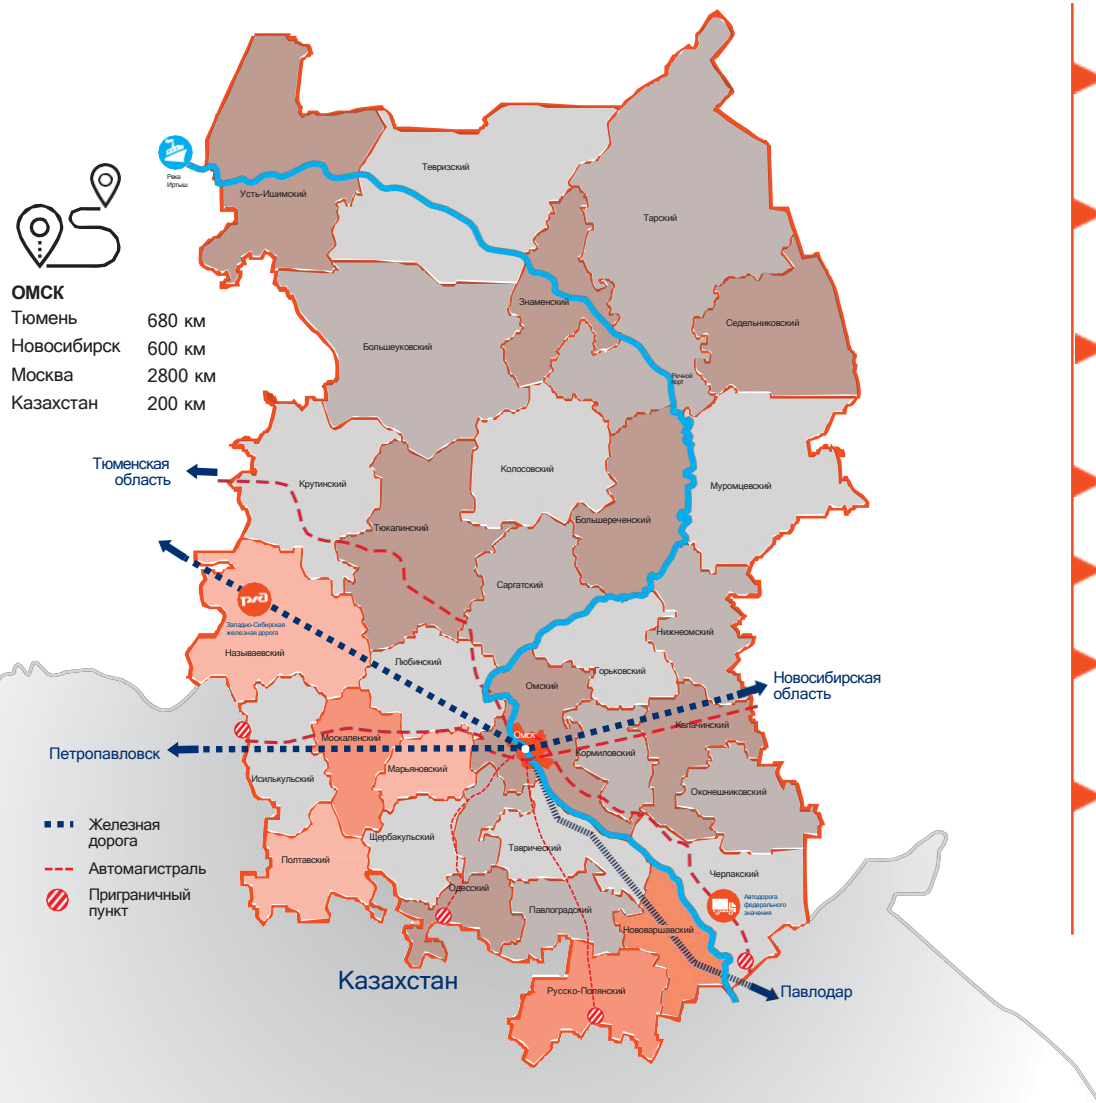 Река
Иртыш
Усть-Ишимский
Тевризский
Тарский
Знаменский
Седельниковский
Большеуковский
Речной
порт
ОМСК
Тюмень 680 км
Новосибирск 600 км
Москва 2800 км
Казахстан 200 км
Тюменская
область
Крутинский
Колосовский
Муромцевский
Тюкалинский
Большереченский
Саргатский
ржд
Западно-Сибирская
железная дорога
Называевский
Нижнеомский
Любинский
Горьковский
Омский
Новосибирская
область
Калачинский
Омск
Москаленский
Кормиловский
Петропавловск
Марьяновский
Исилькульский
Оконешниковский
Железная
дорога
Автомагистраль
Приграничный
пункт
Щербакульский
Таврический
Полтавский
Черлакский
Одесский
Автодорога
федерального
значения
Павлоградский
Нововаршавский
Казахстан
Русско-Полянский
Павлодар